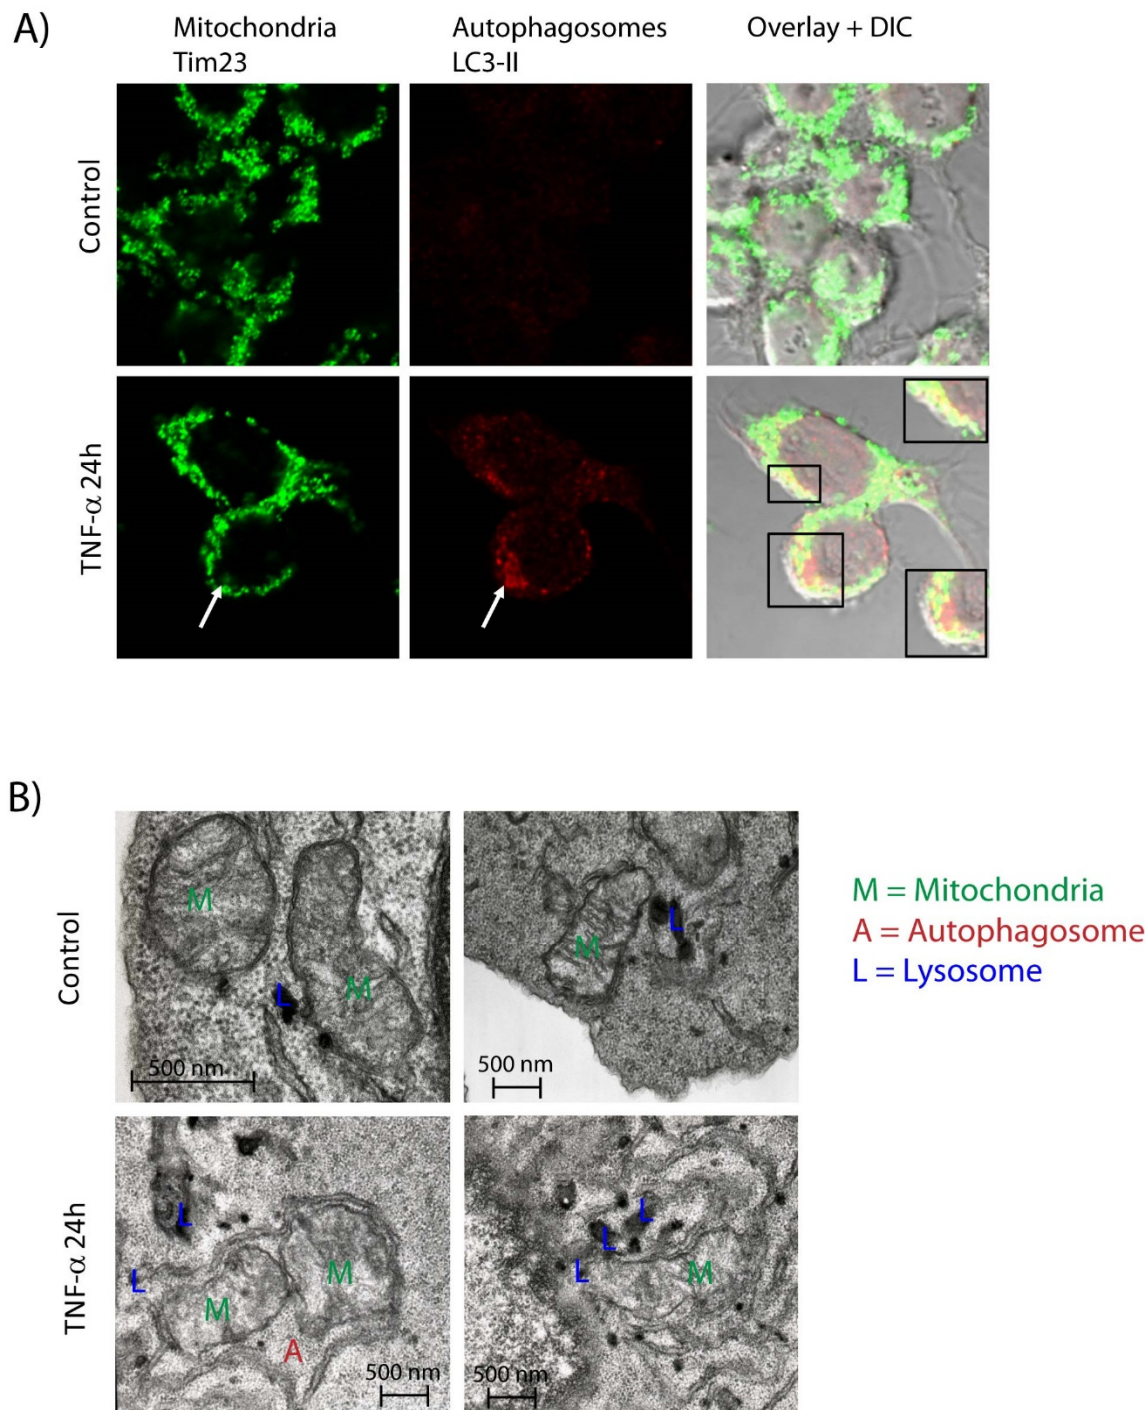 A)
Mitochondria
Tim23
Autophagosomes
LC3-II
Overlay + DIC
Control
TNF-α 24h
B)
Control
M
M
L
500 nm
M
L
500 nm
M = Mitochondria
A = Autophagosome
L = Lysosome
TNF-α 24h
L
L
M
M
A
500 nm
L
L
L
M
500 nm